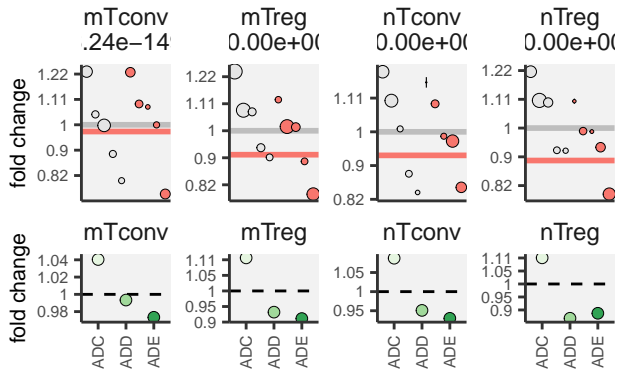 mTconv mTreg nTconv nTreg
.24e−149 0.00e+00 0.00e+00 0.00e+00
fold change
1.22 1.22 1.22
1.11 1.11 1.11 1.11
1 1 1 1
0.9 0.9 0.9 0.9
0.82 0.82 0.82 0.82
mTconv mTreg nTconv nTreg
fold change
1.04 1.11 1.05 1.11
1.02 1.05 1 1.05
1 1 0.95 1
0.98 0.95 0.95
0.9 0.9
ADC ADD ADE ADC ADD ADE ADC ADD ADE ADC ADD ADE